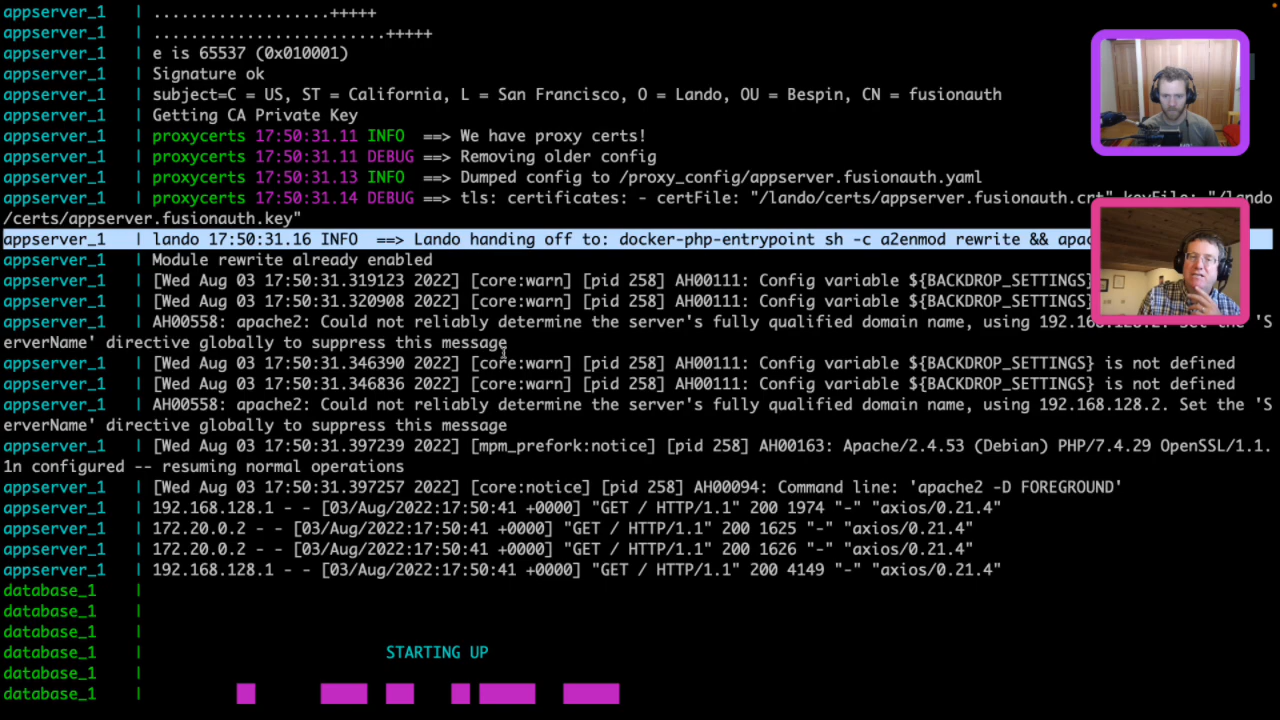 appserver_1 | ...................+++++
appserver_1 | .........................+++++
appserver_1 | e is 65537 (0x010001)
appserver_1 | Signature ok
appserver_1 | subject=C = US, ST = California, L = San Francisco, O = Lando, OU = Bespin, CN = fusionauth
appserver_1 | Getting CA Private Key
appserver_1 | proxycerts 17:50:31.11 INFO ==> We have proxy certs!
appserver_1 | proxycerts 17:50:31.11 DEBUG ==> Removing older config
appserver_1 | proxycerts 17:50:31.13 INFO ==> Dumped config to /proxy_config/appserver.fusionauth.yaml
appserver_1 | proxycerts 17:50:31.14 DEBUG ==> tls: certificates: - certFile: "/lando/certs/appserver.fusionauth.crt" keyFile: "/lando
/certs/appserver.fusionauth.key"
appserver_1 | lando 17:50:31.16 INFO ==> Lando handing off to: docker-php-entrypoint sh -c a2enmod rewrite && apac
appserver_1 | Module rewrite already enabled
appserver_1 | [Wed Aug 03 17:50:31.319123 2022] [core:warn] [pid 258] AH00111: Config variable ${BACKDROP_SETTINGS}
appserver_1 | [Wed Aug 03 17:50:31.320908 2022] [core:warn] [pid 258] AH00111: Config variable ${BACKDROP_SETTINGS}
appserver_1 | AH00558: apache2: Could not reliably determine the server's fully qualified domain name, using 192.168.128.2. Set the 'S
erverName' directive globally to suppress this message
appserver_1 | [Wed Aug 03 17:50:31.346390 2022] [core:warn] [pid 258] AH00111: Config variable ${BACKDROP_SETTINGS} is not defined
appserver_1 | [Wed Aug 03 17:50:31.346836 2022] [core:warn] [pid 258] AH00111: Config variable ${BACKDROP_SETTINGS} is not defined
appserver_1 | AH00558: apache2: Could not reliably determine the server's fully qualified domain name, using 192.168.128.2. Set the 'S
erverName' directive globally to suppress this message
appserver_1 | [Wed Aug 03 17:50:31.397239 2022] [mpm_prefork:notice] [pid 258] AH00163: Apache/2.4.53 (Debian) PHP/7.4.29 OpenSSL/1.1.
1n configured -- resuming normal operations
appserver_1 | [Wed Aug 03 17:50:31.397257 2022] [core:notice] [pid 258] AH00094: Command line: 'apache2 -D FOREGROUND'
appserver_1 | 192.168.128.1 - - [03/Aug/2022:17:50:41 +0000] "GET / HTTP/1.1" 200 1974 "-" "axios/0.21.4"
appserver_1 | 172.20.0.2 - - [03/Aug/2022:17:50:41 +0000] "GET / HTTP/1.1" 200 1625 "-" "axios/0.21.4"
appserver_1 | 172.20.0.2 - - [03/Aug/2022:17:50:41 +0000] "GET / HTTP/1.1" 200 1626 "-" "axios/0.21.4"
appserver_1 | 192.168.128.1 - - [03/Aug/2022:17:50:41 +0000] "GET / HTTP/1.1" 200 4149 "-" "axios/0.21.4"
database_1 |
database_1 |
database_1 |
database_1 | STARTING UP
database_1 |
database_1 |